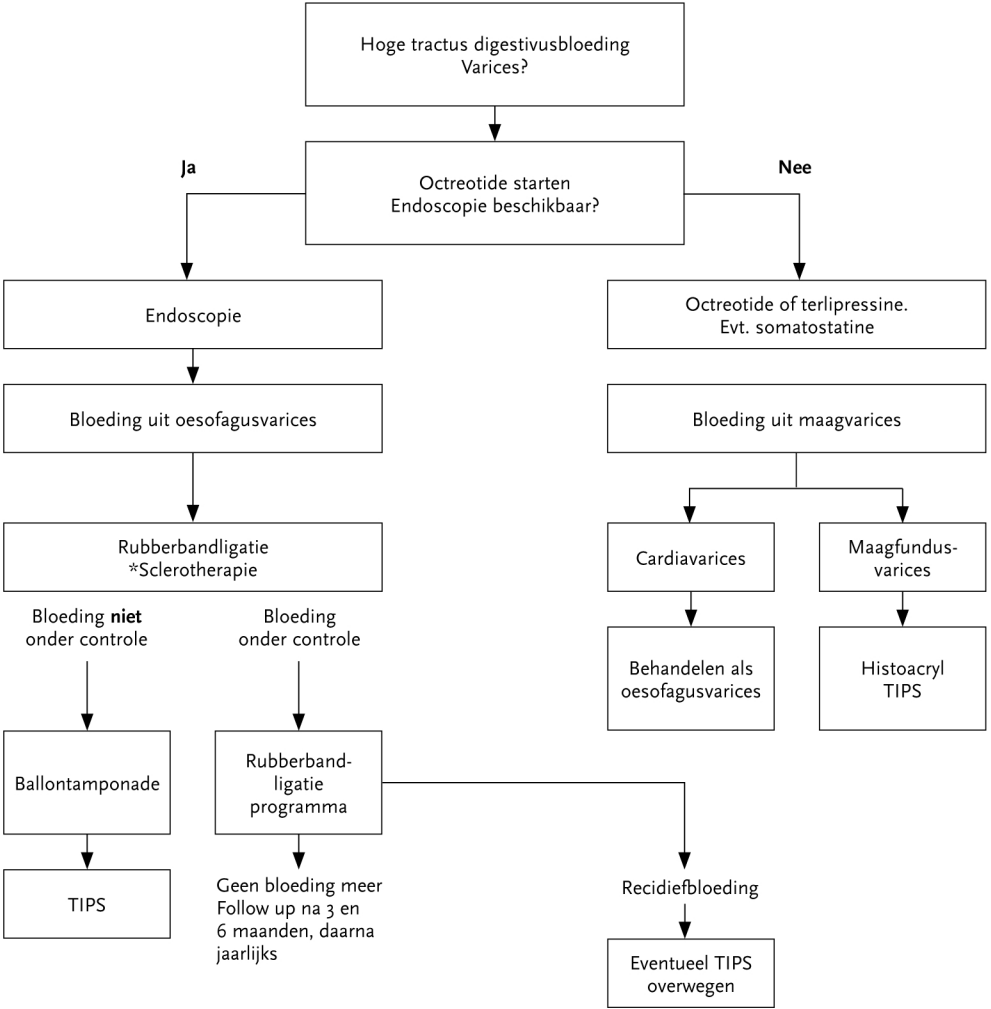 Hoge tractus digestivusbloeding
Varices?
Ja
Nee
Octreotide starten
Endoscopie beschikbaar?
Endoscopie
Octreotide of terlipressine.
Evt. somatostatine
Bloeding uit oesofagusvarices
Bloeding uit maagvarices
Rubberbandligatie
*Sclerotherapie
Cardiavarices
Maagfundus-
varices
Bloeding niet
onder controle
Bloeding
onder controle
Behandelen als
oesofagusvarices
Histoacryl
TIPS
Ballontamponade
Rubberband-
ligatie
programma
TIPS
Geen bloeding meer
Follow up na 3 en
6 maanden, daarna
jaarlijks
Recidiefbloeding
Eventueel TIPS
overwegen